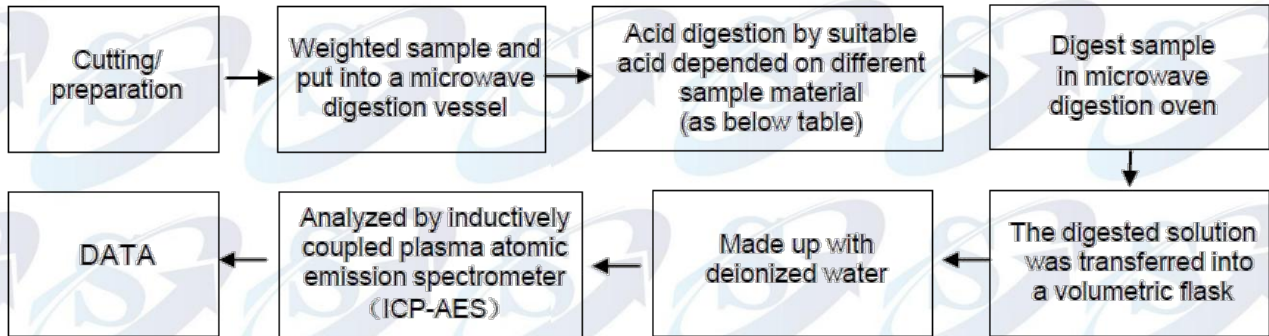 Cutting/
preparation
Weighted sample and
put into a microwave
digestion vessel
Acid digestion by suitable
acid depended on different
sample material
(as below table)
Digest sample
in microwave
digestion oven
The digested solution
was transferred into
a volumetric flask
Made up with
deionized water
Analyzed by inductively
coupled plasma atomic
emission spectrometer
（ICP-AES）
DATA